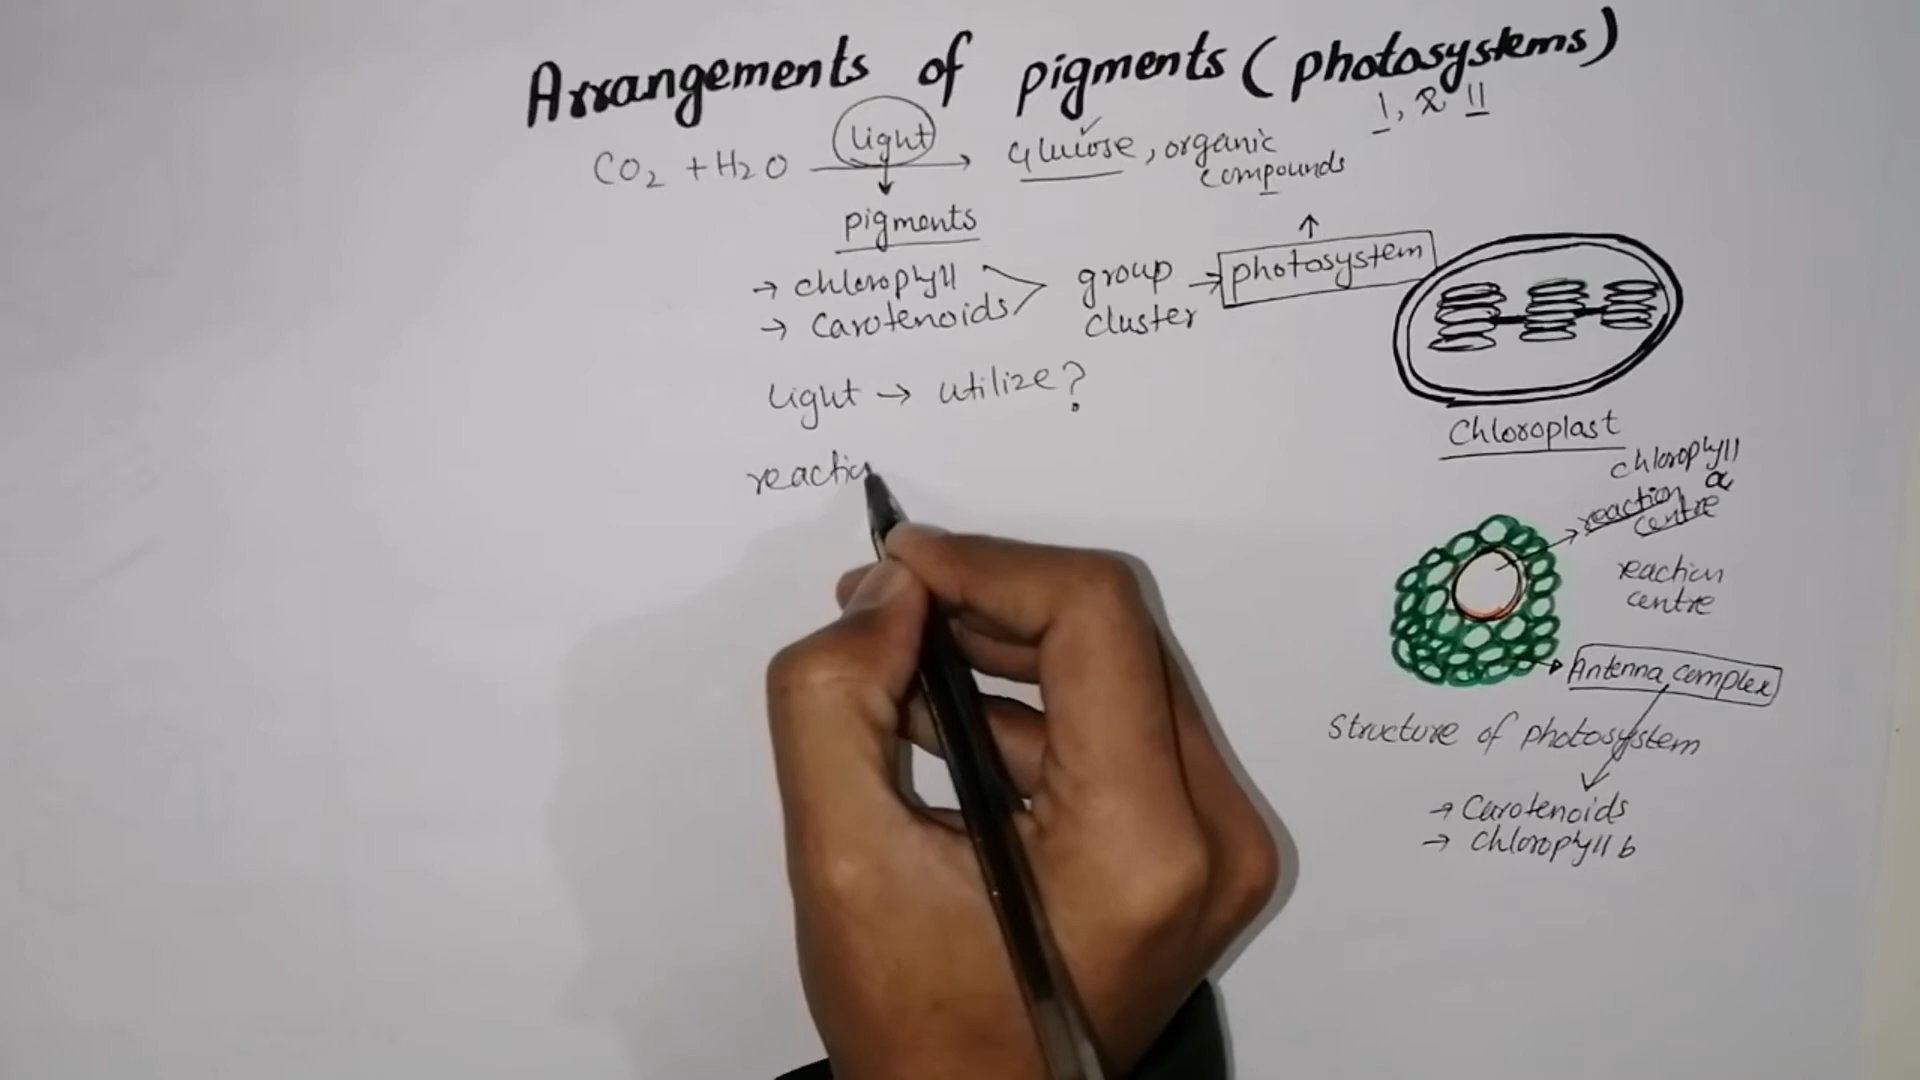 Arrangements of pigments (photosystems)
I, & II
CO2 + H2O light → Glucose, organic
compounds
pigments
→ chlorophyll
→ carotenoids
group
cluster
→ photosystem
light → utilize?
Chloroplast
reactio
chlorophyll
a
reaction
centre
reaction
centre
Antenna complex
Structure of photosystem
→ Carotenoids
→ chlorophyll b